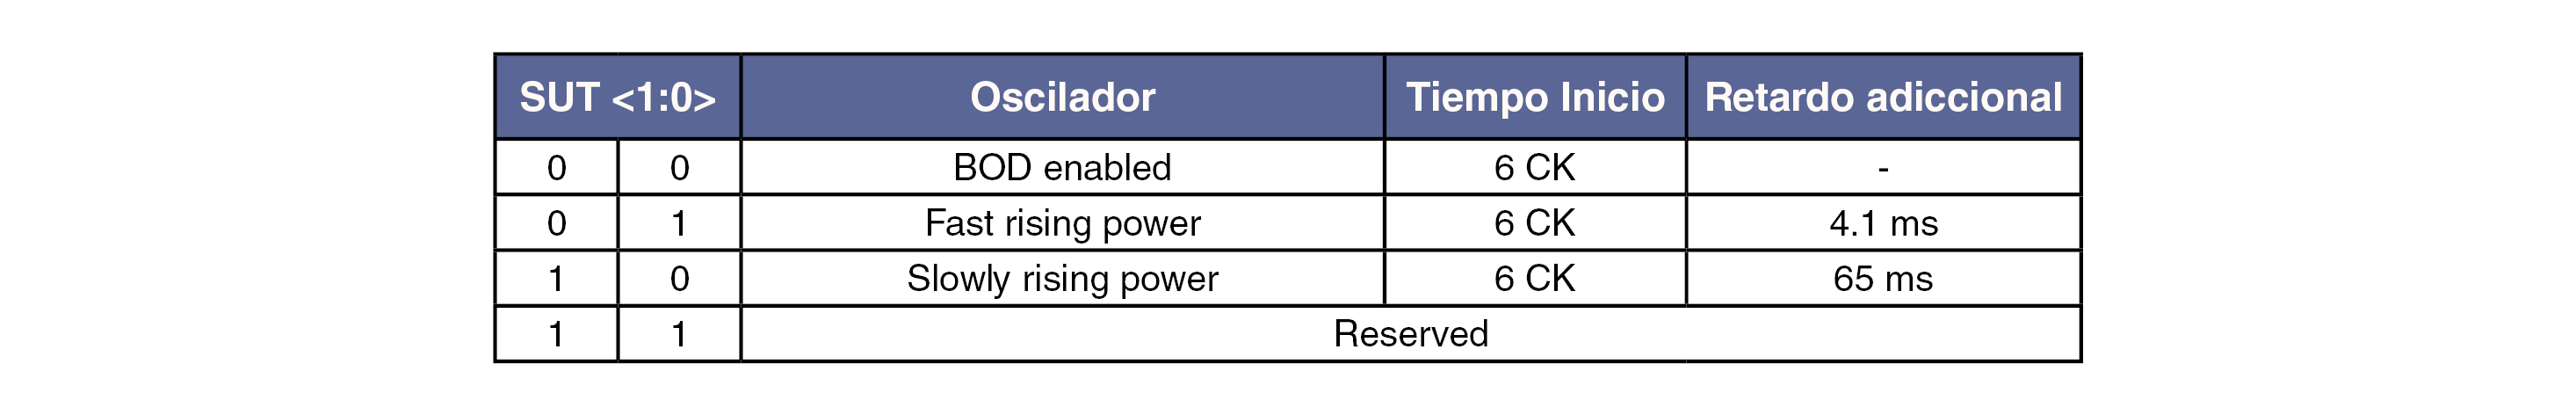 SUT <1:0> Oscilador Tiempo Inicio Retardo adiccional
0 0 BOD enabled 6 CK -
0 1 Fast rising power 6 CK 4.1 ms
1 0 Slowly rising power 6 CK 65 ms
1 1 Reserved